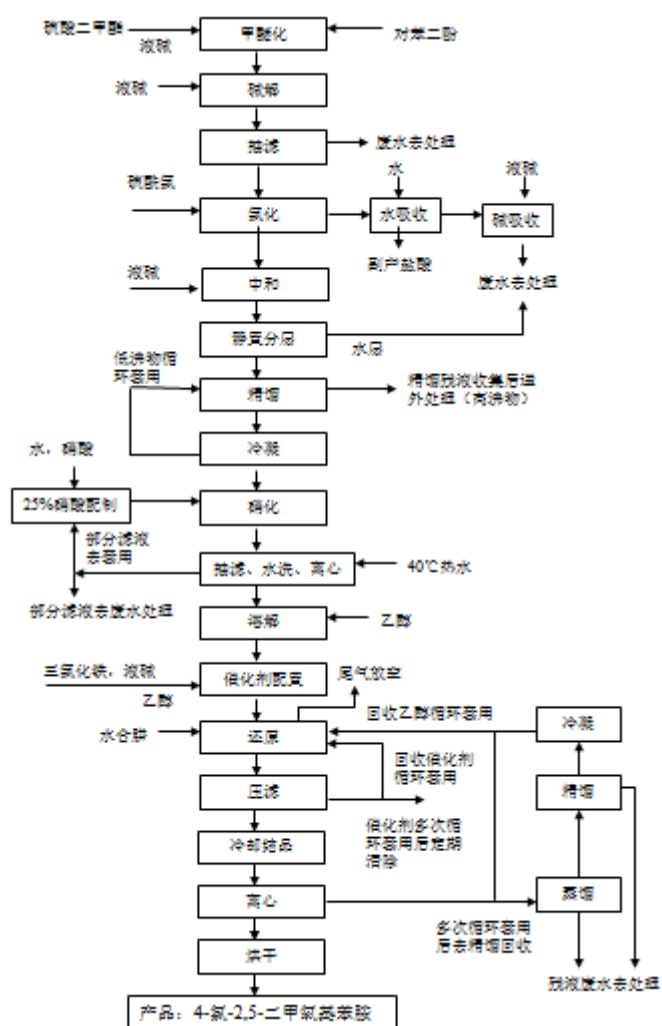 硫酸二甲酯
液碱
甲醚化
对苯二酚
液碱
碱解
抽滤
废水去处理
水
液碱
硫酰氯
氯化
水吸收
碱吸收
副产盐酸
废水去处理
液碱
中和
静置分层
水层
低沸物循
环套用
精馏
精馏残液收集后送
外处理（高沸物）
冷凝
水，硝酸
25%硝酸配制
硝化
部分滤液
去套用
抽滤、水洗、离心
40℃热水
部分滤液去废水处理
溶解
乙醇
三氯化铁，液碱
催化剂配置
乙醇
尾气放空
水合肼
还原
回收乙醇循环套用
冷凝
回收催化剂
循环套用
压滤
精馏
催化剂多次循
环套用后定期
清除
冷却结晶
离心
蒸馏
多次循环套用
后去精馏回收
烘干
残液废水去处理
产品：4-氯-2,5-二甲氧基苯胺